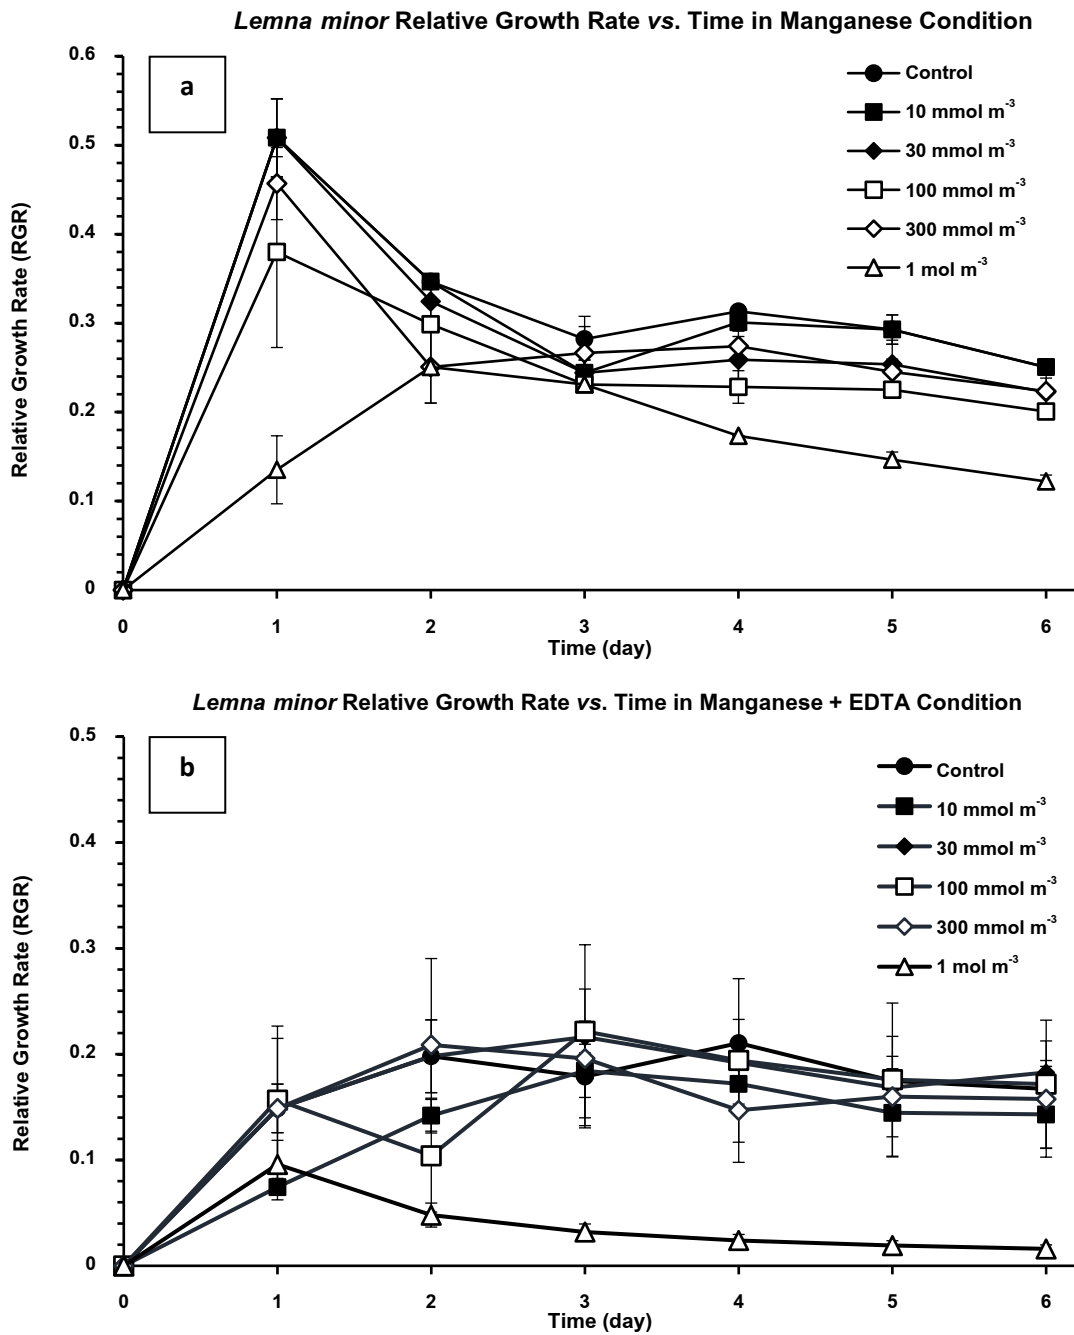 Lemna minor Relative Growth Rate vs. Time in Manganese Condition
a
Control
10 mmol m⁻³
30 mmol m⁻³
100 mmol m⁻³
300 mmol m⁻³
1 mol m⁻³
Relative Growth Rate (RGR)
0.6
0.5
0.4
0.3
0.2
0.1
0
0 1 2 3 4 5 6
Time (day)
Lemna minor Relative Growth Rate vs. Time in Manganese + EDTA Condition
b
Control
10 mmol m⁻³
30 mmol m⁻³
100 mmol m⁻³
300 mmol m⁻³
1 mol m⁻³
Relative Growth Rate (RGR)
0.5
0.4
0.3
0.2
0.1
0
0 1 2 3 4 5 6
Time (day)